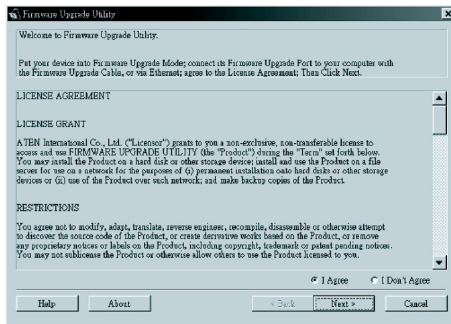 Firmware Upgrade Utility
Welcome to Firmware Upgrade Utility.
Put your device into Firmware Upgrade Mode; connect its Firmware Upgrade Port to your computer with
the Firmware Upgrade Cable, or via Ethernet; agree to the License Agreement; Then Click Next.
LICENSE AGREEMENT
LICENSE GRANT
ATEN International Co., Ltd. ("Licensor") grants to you a non-exclusive, non-transferable license to
access and use FIRMWARE UPGRADE UTILITY (the "Product") during the "Term" set forth below.
You may install the Product on a hard disk or other storage device; install and use the Product on a file
server for use on a network for the purposes of (i) permanent installation onto hard disks or other storage
devices or (ii) use of the Product over such network; and make backup copies of the Product.
RESTRICTIONS
You agree not to modify, adapt, translate, reverse engineer, recompile, disassemble or otherwise attempt
to discover the source code of the Product, or create derivative works based on the Product, or remove
any proprietary notices or labels on the Product, including copyright, trademark or patent pending notices.
You may not sublicense the Product or otherwise allow others to use the Product licensed to you.
I Agree I Don't Agree
Help About < Back Next > Cancel